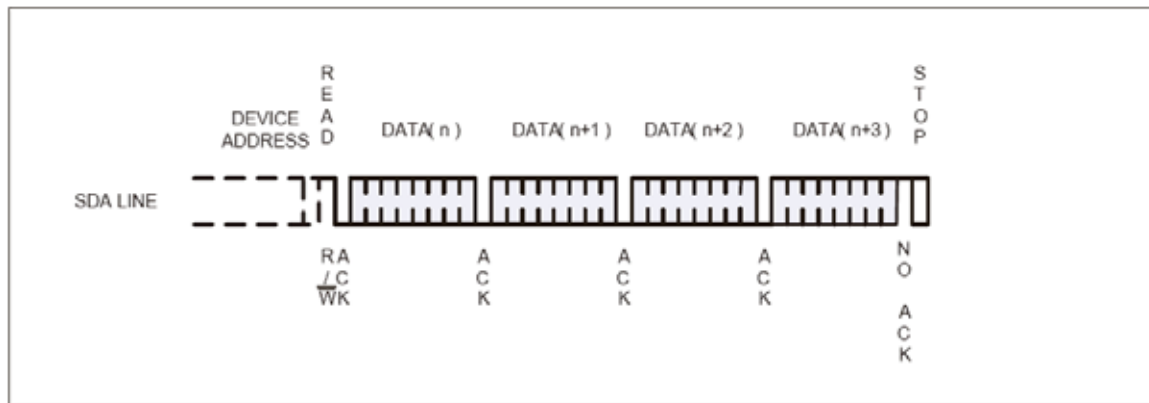 READ
STOP
DEVICE
ADDRESS
DATA( n )
DATA( n+1 )
DATA( n+2 )
DATA( n+3 )
SDA LINE
R/W
ACK
ACK
ACK
ACK
NO ACK